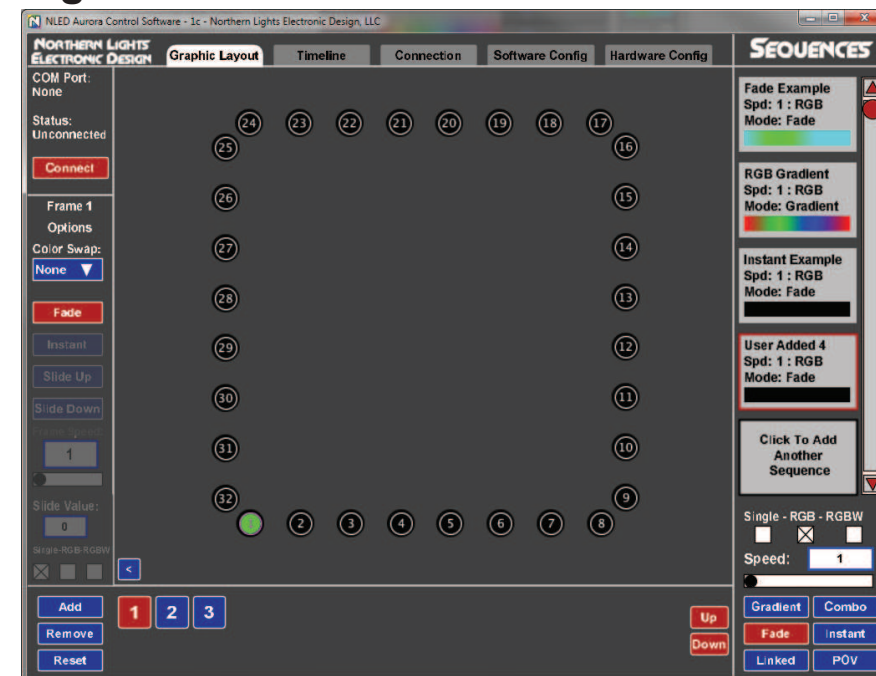 NLED Aurora Control Software - 1c - Northern Lights Electronic Design, LLC
NORTHERN LIGHTS
ELECTRONIC DESIGN
Graphic Layout
Timeline
Connection
Software Config
Hardware Config
SEQUENCES
COM Port:
None
Status:
Unconnected
Connect
Frame 1
Options
Color Swap:
None
Fade
Instant
Slide Up
Slide Down
Frame Speed:
1
Slide Value:
0
Single-RGB-RGBW
24 23 22 21 20 19 18 17
25 16
26 15
27 14
28 13
29 12
30 11
31 10
32 9
2 3 4 5 6 7 8
<
Add
Remove
Reset
1 2 3
Up
Down
Fade Example
Spd: 1 : RGB
Mode: Fade
RGB Gradient
Spd: 1 : RGB
Mode: Gradient
Instant Example
Spd: 1 : RGB
Mode: Fade
User Added 4
Spd: 1 : RGB
Mode: Fade
Click To Add
Another
Sequence
Single - RGB - RGBW
Speed: 1
Gradient Combo
Fade Instant
Linked POV